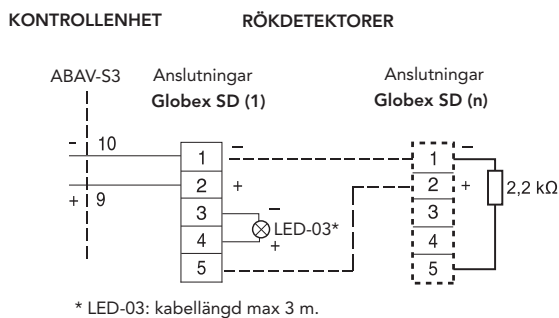 KONTROLLENHET RÖKDETEKTORER
ABAV-S3 Anslutningar Anslutningar
Globex SD (1) Globex SD (n)
- 10 1 - 1 -
+ 9 2 + 2 + 2,2 kΩ
3 - 3
LED-03*
4 + 4
5 5
* LED-03: kabellängd max 3 m.